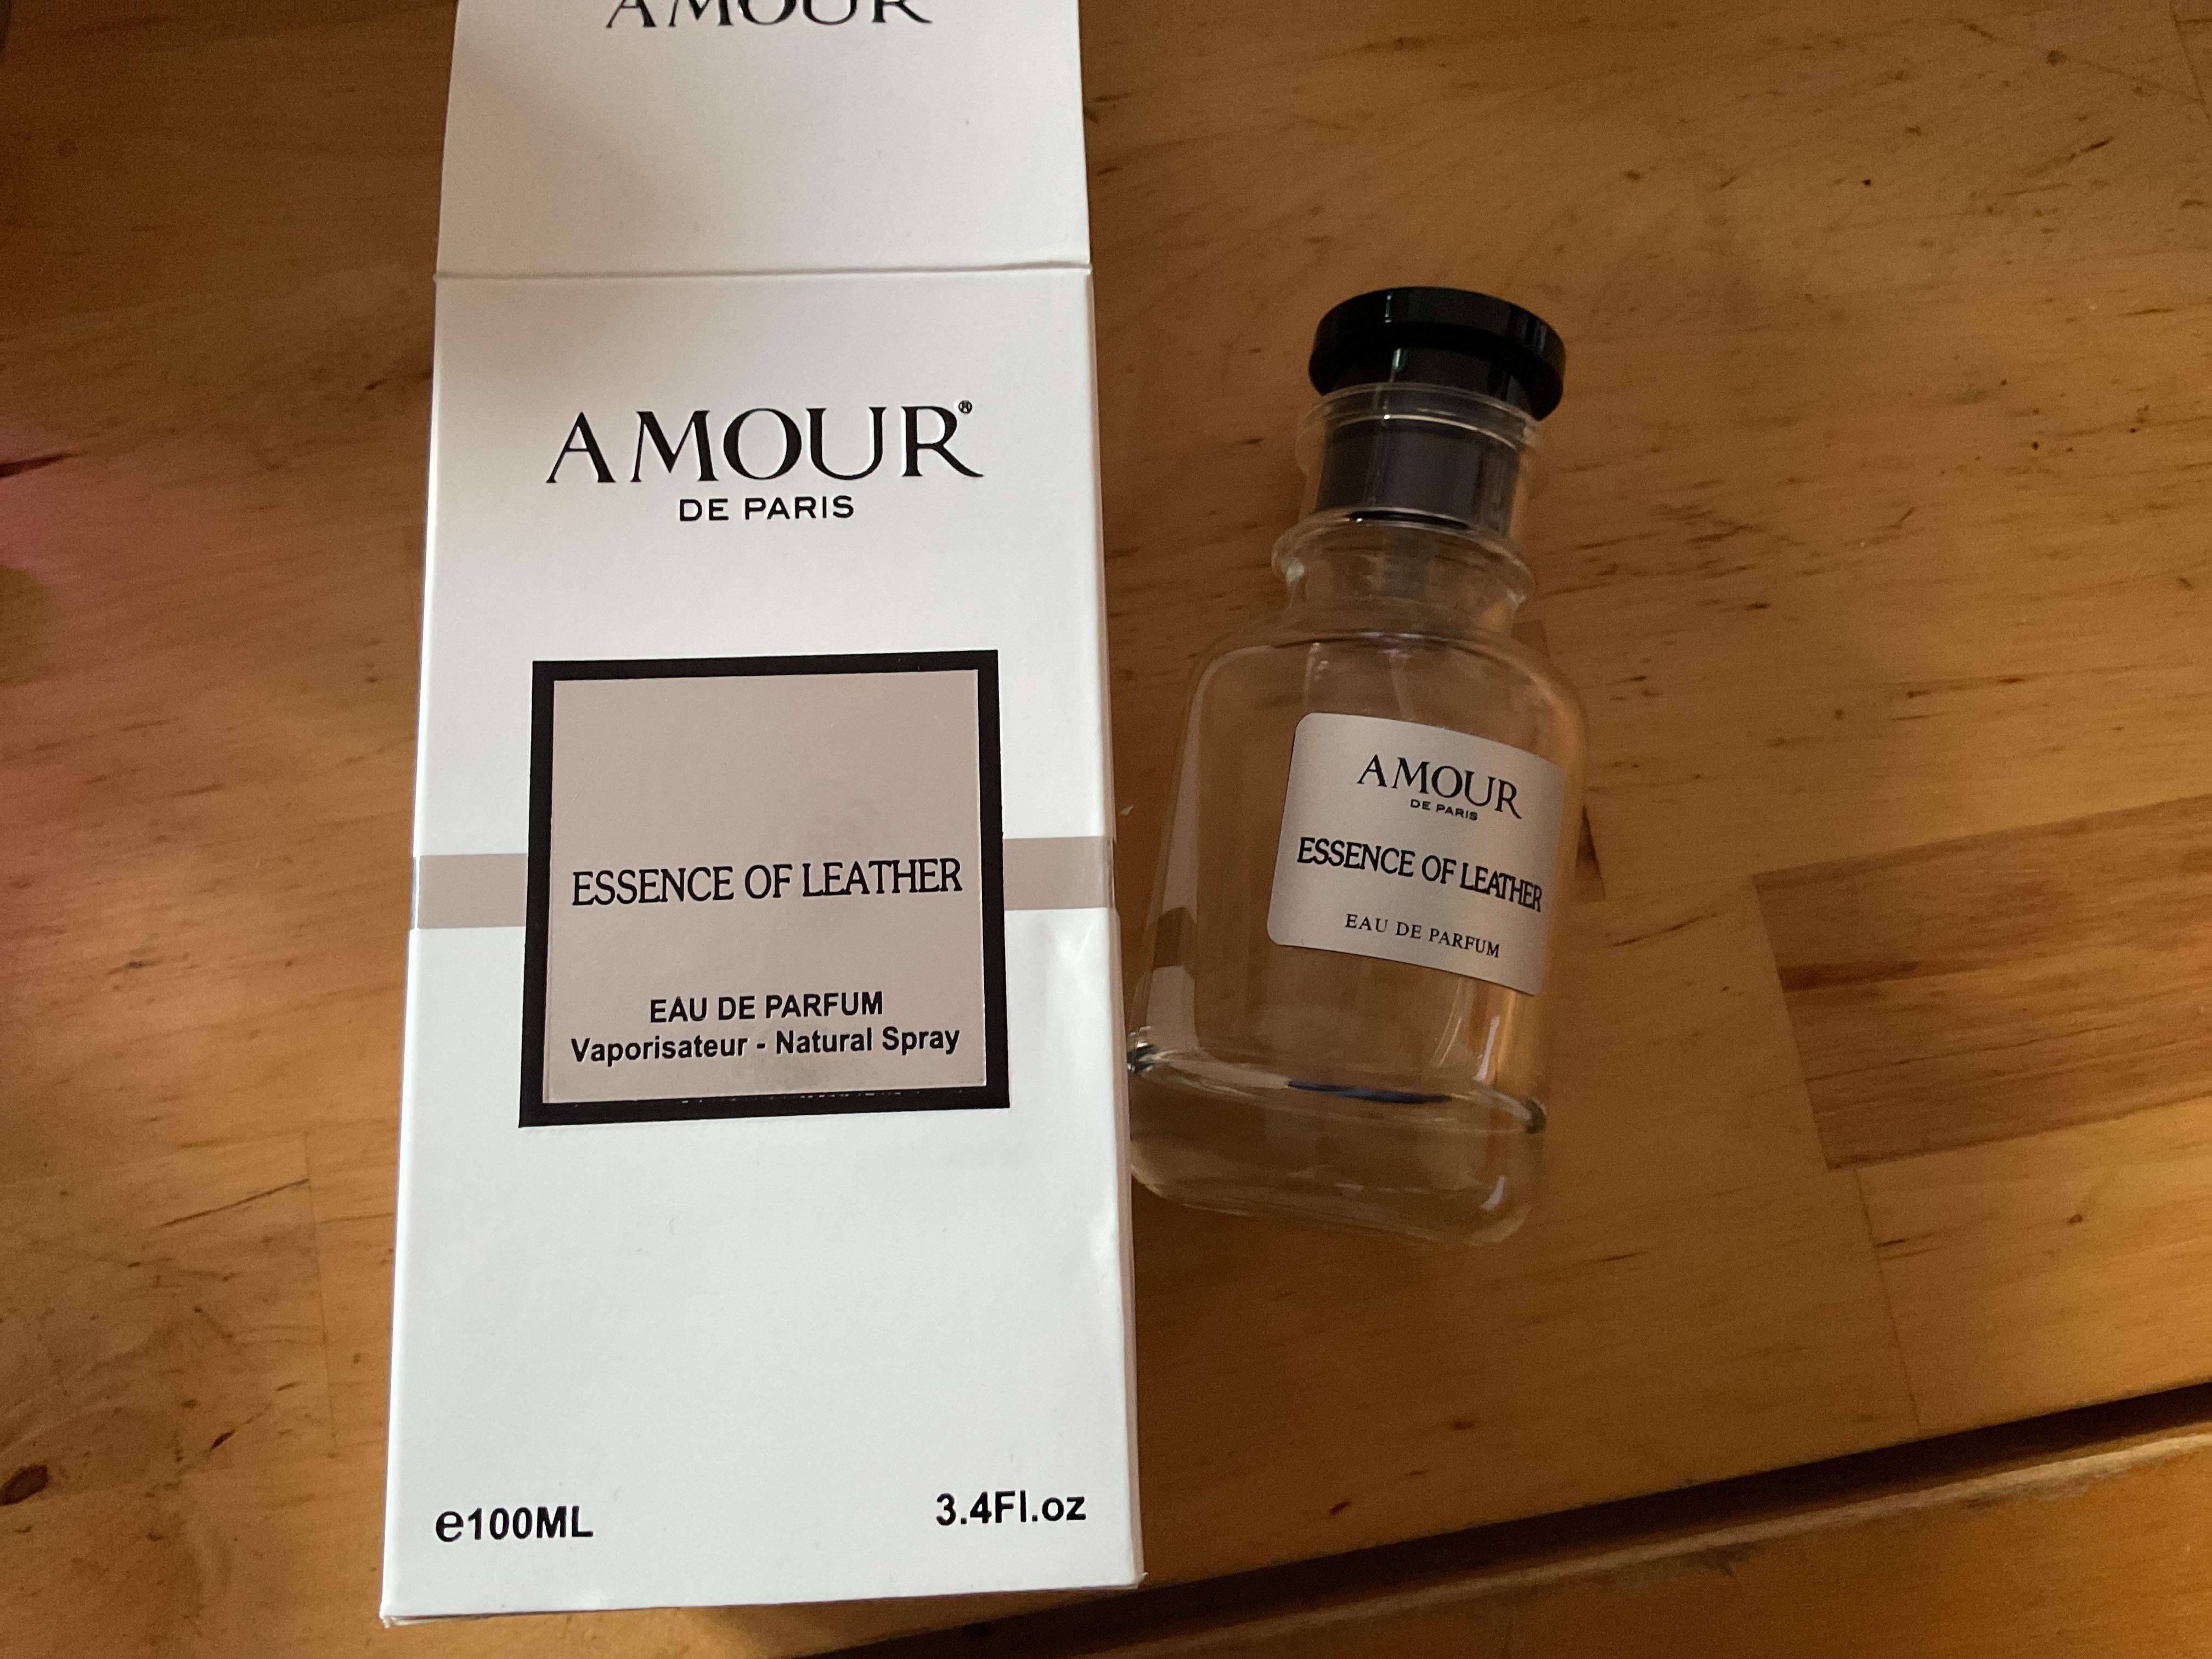 AMOUR
AMOUR®
DE PARIS
ESSENCE OF LEATHER
EAU DE PARFUM
Vaporisateur - Natural Spray
e100ML
3.4Fl.oz
AMOUR
DE PARIS
ESSENCE OF LEATHER
EAU DE PARFUM